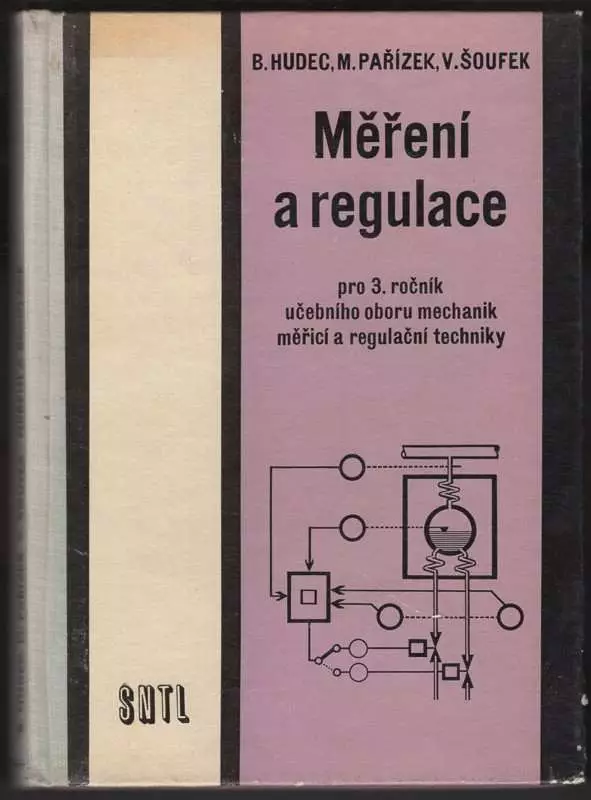 B. HUDEC, M. PAŘÍZEK, V. ŠOUFEK
Měření
a regulace
pro 3. ročník
učebního oboru mechanik
měřicí a regulační techniky
SNTL